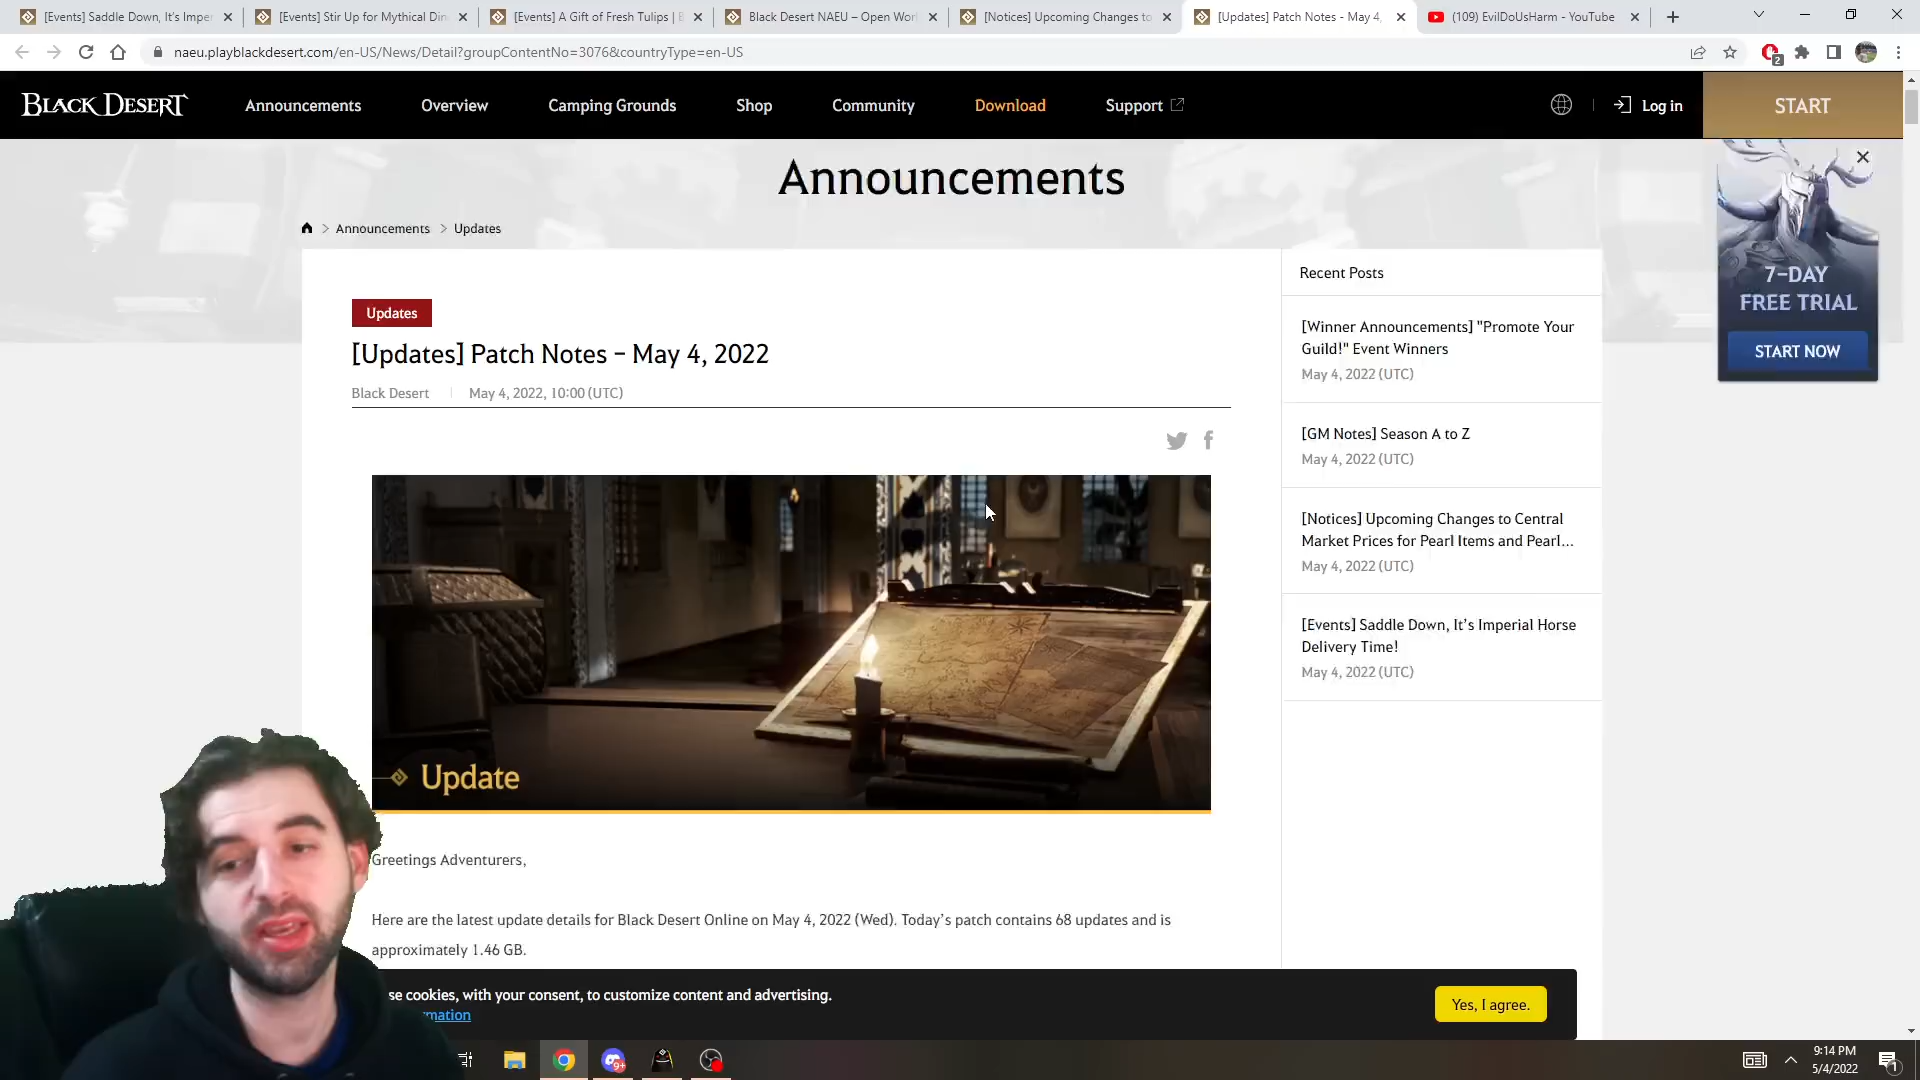 [Events] Saddle Down, It's Imper
[Events] Stir Up for Mythical Din
[Events] A Gift of Fresh Tulips | B
Black Desert NAEU – Open Wor
[Notices] Upcoming Changes to
[Updates] Patch Notes - May 4,
(109) EvilDoUsHarm - YouTube
naeu.playblackdesert.com/en-US/News/Detail?groupContentNo=3076&countryType=en-US
2
BLACK DESERT
Announcements
Overview
Camping Grounds
Shop
Community
Download
Support
Log in
START
Announcements
Announcements > Updates
7-DAY
FREE TRIAL
START NOW
Updates
[Updates] Patch Notes – May 4, 2022
Black Desert
May 4, 2022, 10:00 (UTC)
Update
Greetings Adventurers,
Here are the latest update details for Black Desert Online on May 4, 2022 (Wed). Today's patch contains 68 updates and is
approximately 1.46 GB.
Recent Posts
[Winner Announcements] "Promote Your
Guild!" Event Winners
May 4, 2022 (UTC)
[GM Notes] Season A to Z
May 4, 2022 (UTC)
[Notices] Upcoming Changes to Central
Market Prices for Pearl Items and Pearl...
May 4, 2022 (UTC)
[Events] Saddle Down, It's Imperial Horse
Delivery Time!
May 4, 2022 (UTC)
se cookies, with your consent, to customize content and advertising.
mation
Yes, I agree.
9+
9:14 PM
5/4/2022
1